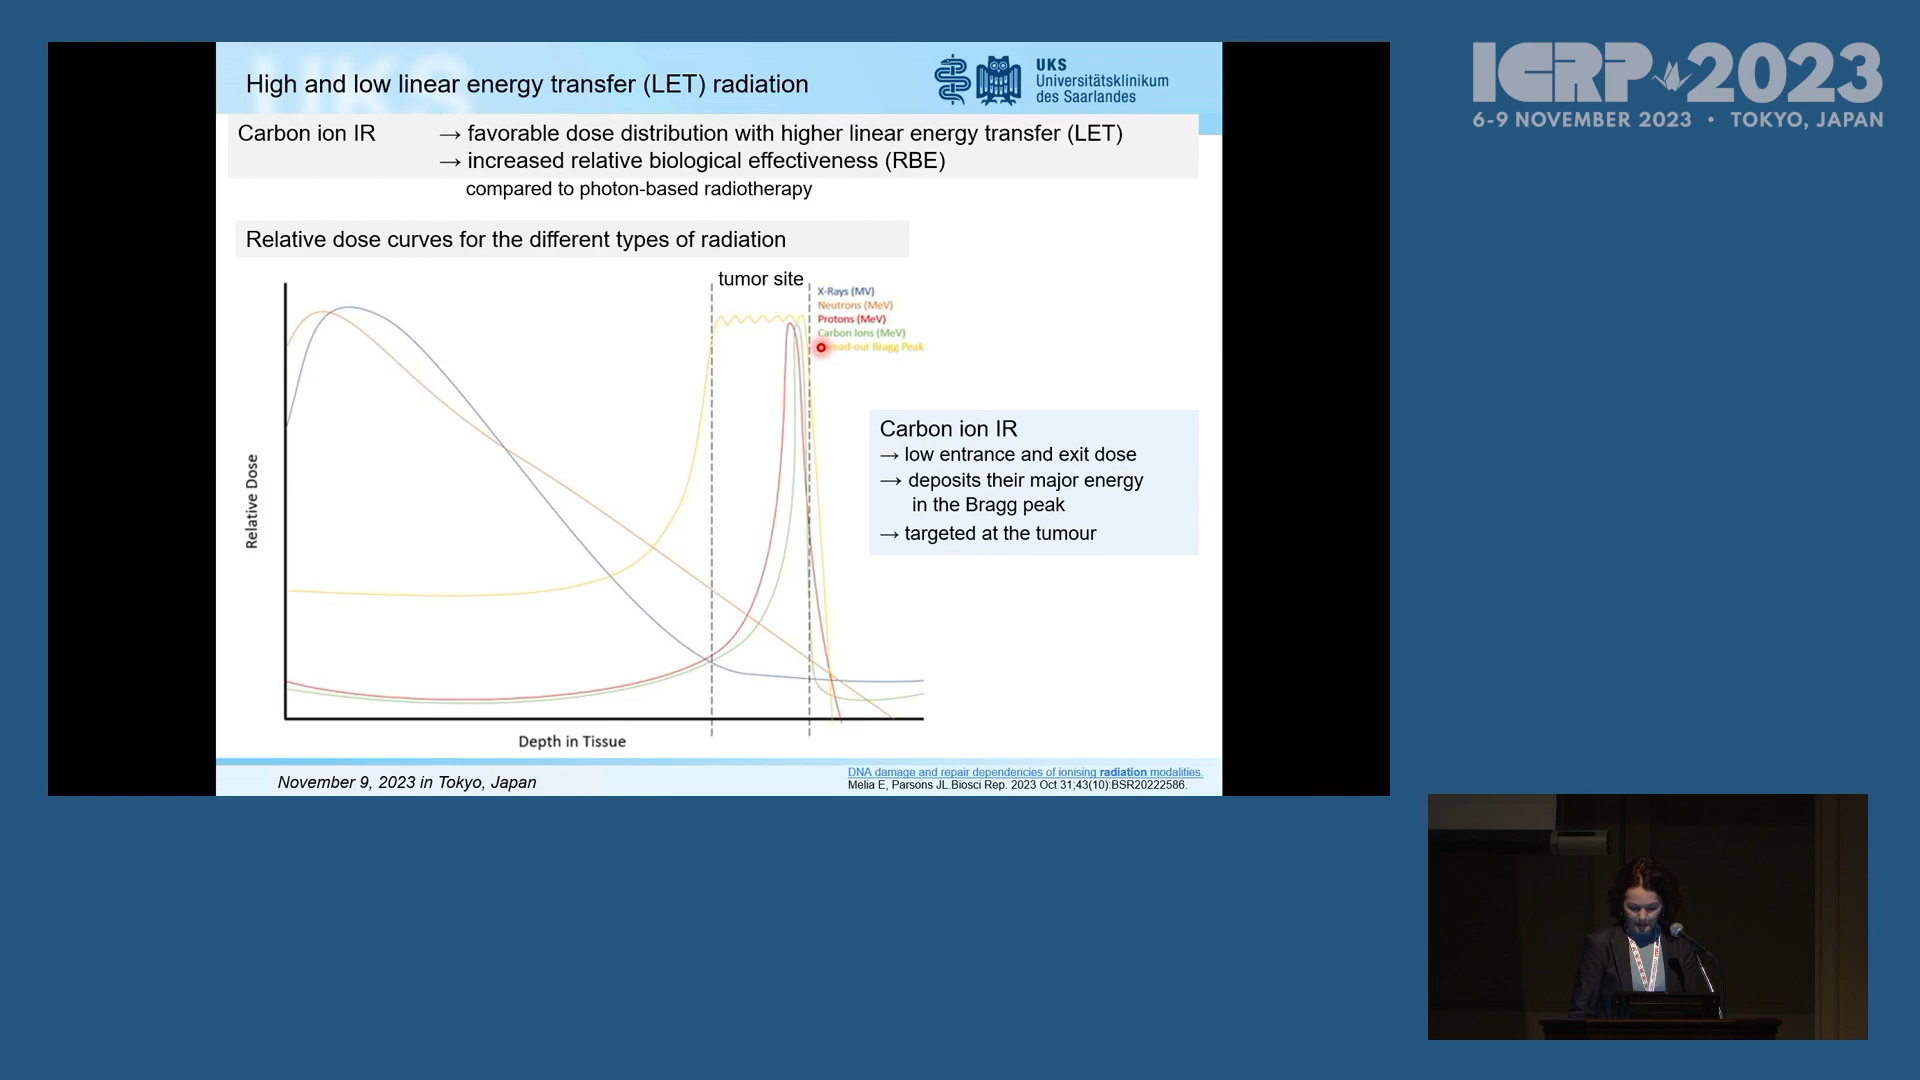 High and low linear energy transfer (LET) radiation
UKS
Universitätsklinikum
des Saarlandes
ICRP 2023
6-9 NOVEMBER 2023 • TOKYO, JAPAN
Carbon ion IR → favorable dose distribution with higher linear energy transfer (LET)
→ increased relative biological effectiveness (RBE)
compared to photon-based radiotherapy
Relative dose curves for the different types of radiation
tumor site
X-Rays (MV)
Neutrons (MeV)
Protons (MeV)
Carbon Ions (MeV)
Bragg Peak
Relative Dose
Depth in Tissue
Carbon ion IR
→ low entrance and exit dose
→ deposits their major energy
in the Bragg peak
→ targeted at the tumour
November 9, 2023 in Tokyo, Japan
DNA damage and repair dependencies of ionising radiation modalities.
Melia E, Parsons JL.Biosci Rep. 2023 Oct 31;43(10):BSR20222586.